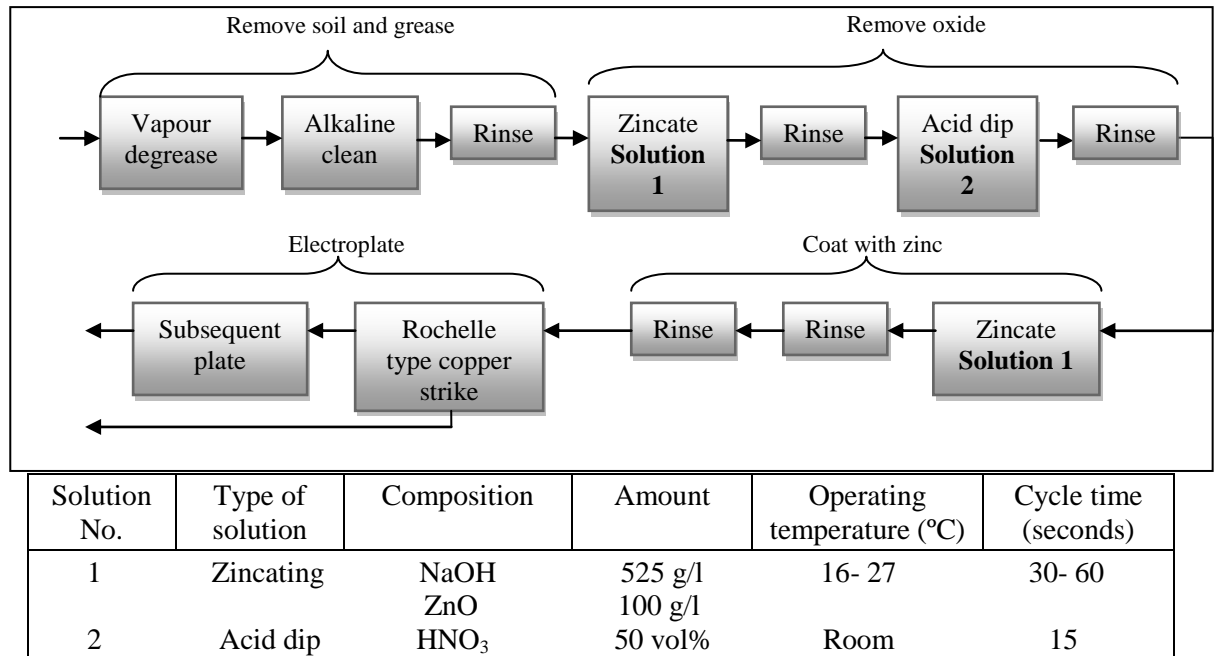 Remove soil and grease
Remove oxide
Vapour
degrease
Alkaline
clean
Rinse
Zincate
Solution
1
Rinse
Acid dip
Solution
2
Rinse
Electroplate
Coat with zinc
Subsequent
plate
Rochelle
type copper
strike
Rinse
Rinse
Zincate
Solution 1
Solution No. Type of solution Composition Amount Operating temperature (ºC) Cycle time (seconds)
1 Zincating NaOH 525 g/l 16- 27 30- 60
ZnO 100 g/l
2 Acid dip HNO₃ 50 vol% Room 15